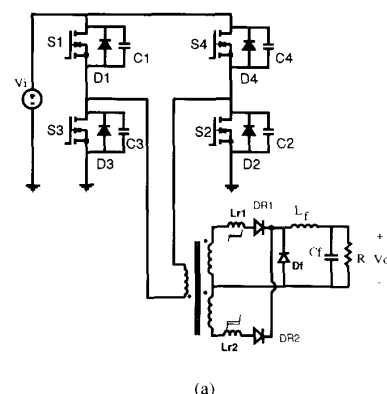 S1
C1
D1
S4
C4
D4
Vi
S3
C3
D3
S2
C2
D2
Lr1
DR1
Lf
Df
Cf
R
+
Vo
-
Lr2
DR2
(a)